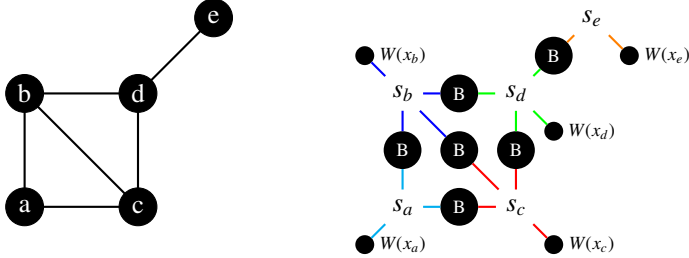 e
b
d
a
c
s_e
B
W(x_b)
W(x_e)
s_b
B
s_d
W(x_d)
B
B
B
s_a
B
s_c
W(x_a)
W(x_c)